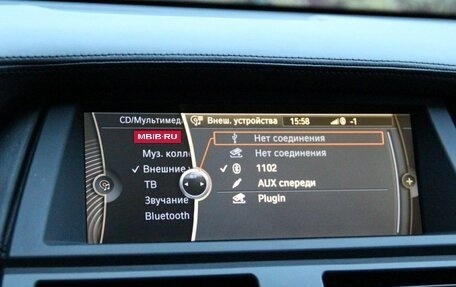 CD/Мультимед
Внеш. устройства 15:58 -1
MBIB·RU
Нет соединения
Муз. колл
Нет соединения
Внешние
1102
ТВ
AUX спереди
Звучание
PlugIn
Bluetooth